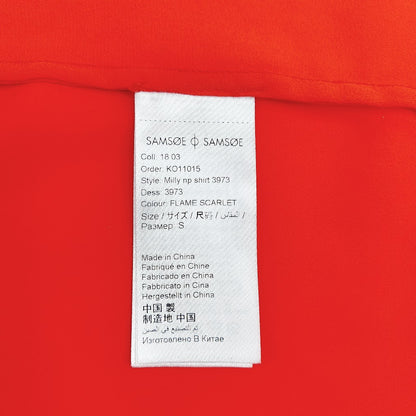 SAMSØE ϕ SAMSØE
Coll: 18 03
Order: KO11015
Style: Milly np shirt 3973
Dess: 3973
Colour: FLAME SCARLET
Size / サイズ / 尺 / المقاس /
Размер: S
Made in China
Fabriqué en Chine
Fabricado en China
Fabbricato in Cina
Hergestellt in China
中国 製
制造地 中国
تم التصنيع في الصين
Изготовлено В Китае